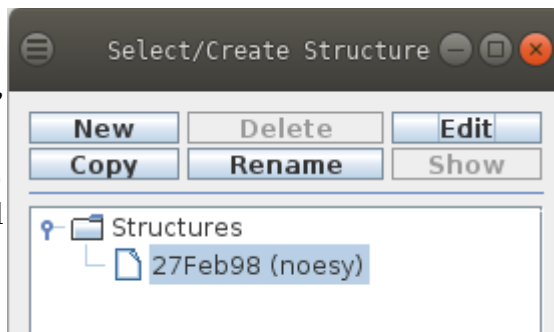 Select/Create Structure
New Delete Edit
Copy Rename Show
Structures
27Feb98 (noesy)